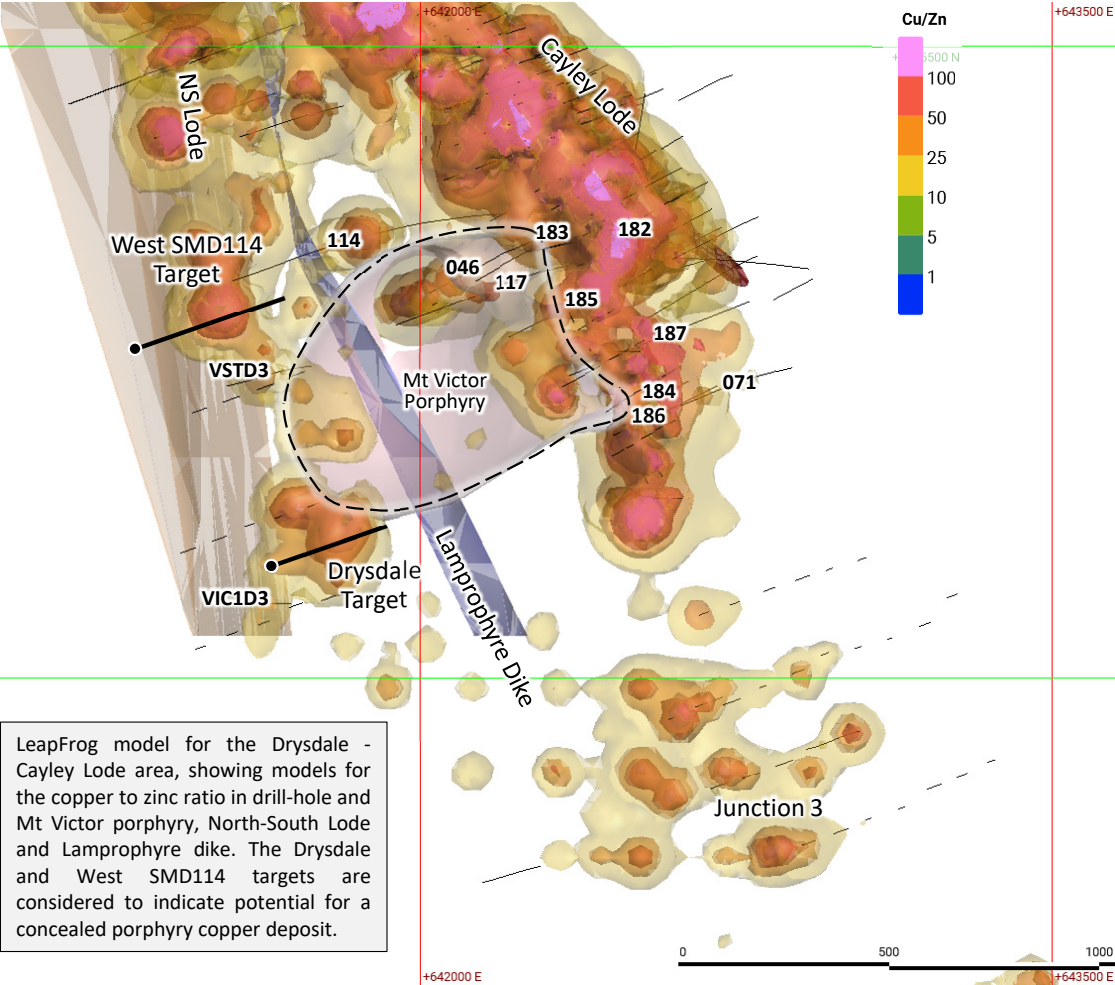 +642000 E
+643500 E
Cu/Zn
6500 N
100
50
25
10
5
1
Cayley Lode
NS Lode
West SMD114
Target
114
183
182
046
117
185
187
VSTD3
Mt Victor
Porphyry
184
071
186
Drysdale
Target
VIC1D3
Lamprophyre Dike
LeapFrog model for the Drysdale -
Cayley Lode area, showing models for
the copper to zinc ratio in drill-hole and
Mt Victor porphyry, North-South Lode
and Lamprophyre dike. The Drysdale
and West SMD114 targets are
considered to indicate potential for a
concealed porphyry copper deposit.
Junction 3
0 500 1000
+642000 E
+643500 E